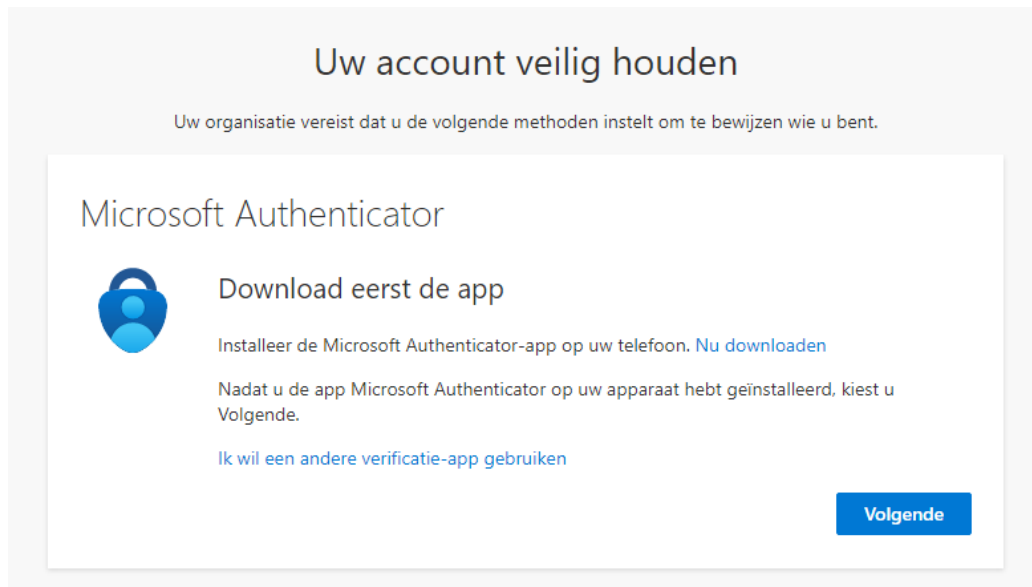 Uw account veilig houden
Uw organisatie vereist dat u de volgende methoden instelt om te bewijzen wie u bent.
Microsoft Authenticator
Download eerst de app
Installeer de Microsoft Authenticator-app op uw telefoon. Nu downloaden
Nadat u de app Microsoft Authenticator op uw apparaat hebt geïnstalleerd, kiest u
Volgende.
Ik wil een andere verificatie-app gebruiken
Volgende